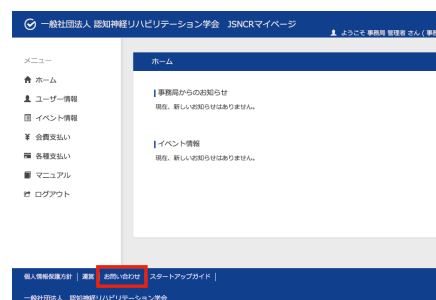 一般社団法人 認知神経リハビリテーション学会 JSNCRマイページ
ようこそ 事務局 管理者 さん ( 事務
メニュー
ホーム
ユーザー情報
イベント情報
会費支払い
各種支払い
マニュアル
ログアウト
ホーム
事務局からのお知らせ
現在、新しいお知らせはありません。
イベント情報
現在、新しいお知らせはありません。
個人情報保護方針 | 運営 お問い合わせ スタートアップガイド |
一般社団法人 認知神経リハビリテーション学会